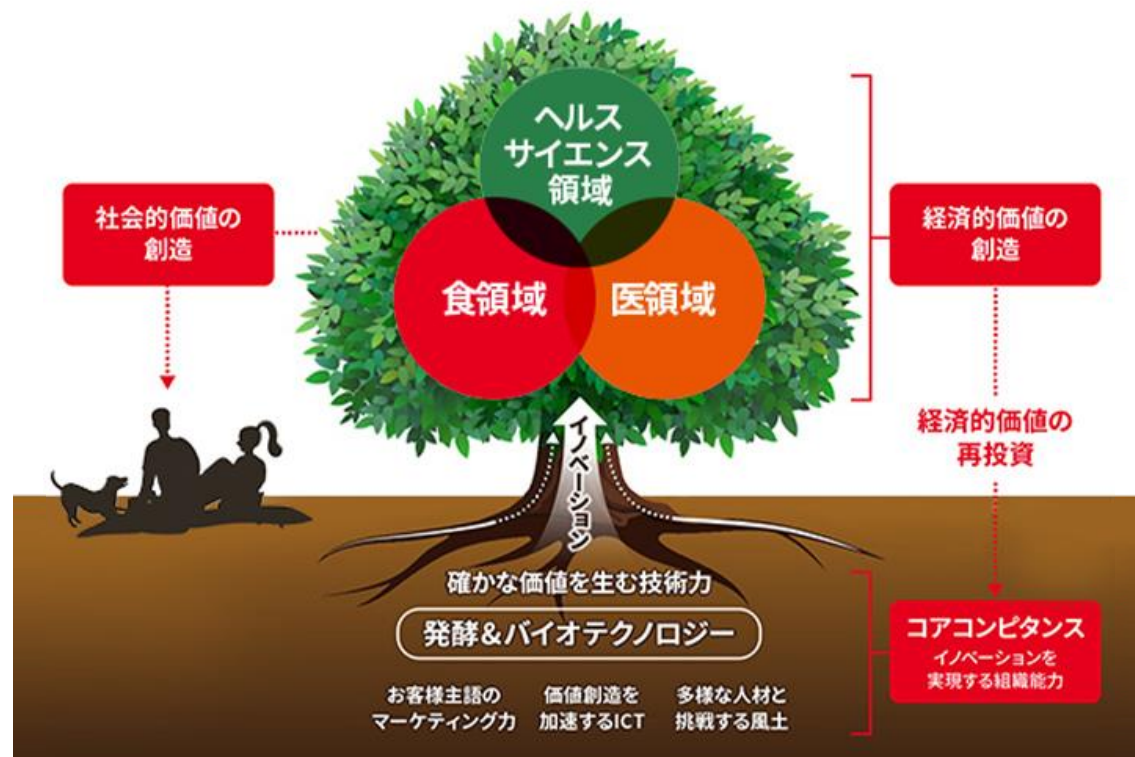 ヘルス
サイエンス
領域
食領域
医領域
社会的価値の
創造
経済的価値の
創造
経済的価値の
再投資
イノベーション
確かな価値を生む技術力
発酵&バイオテクノロジー
お客様主語の
マーケティング力
価値創造を
加速するICT
多様な人材と
挑戦する風土
コアコンピタンス
イノベーションを
実現する組織能力